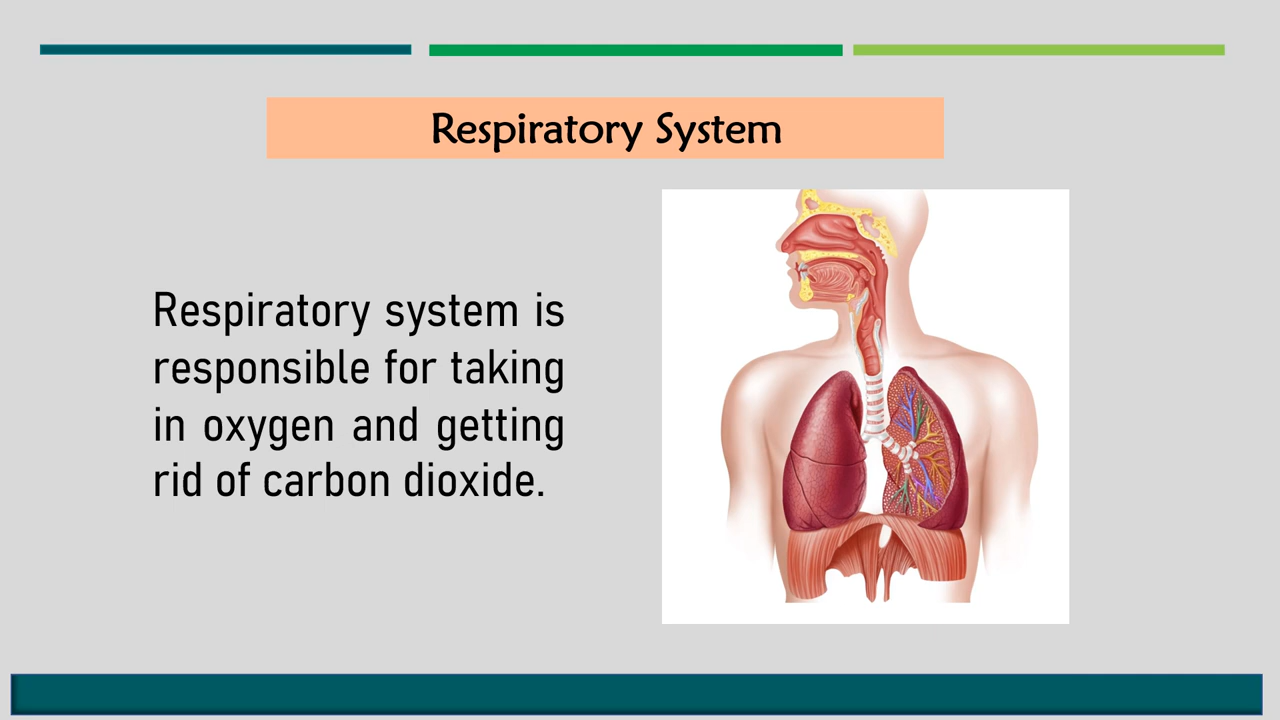 Respiratory System
Respiratory system is
responsible for taking
in oxygen and getting
rid of carbon dioxide.